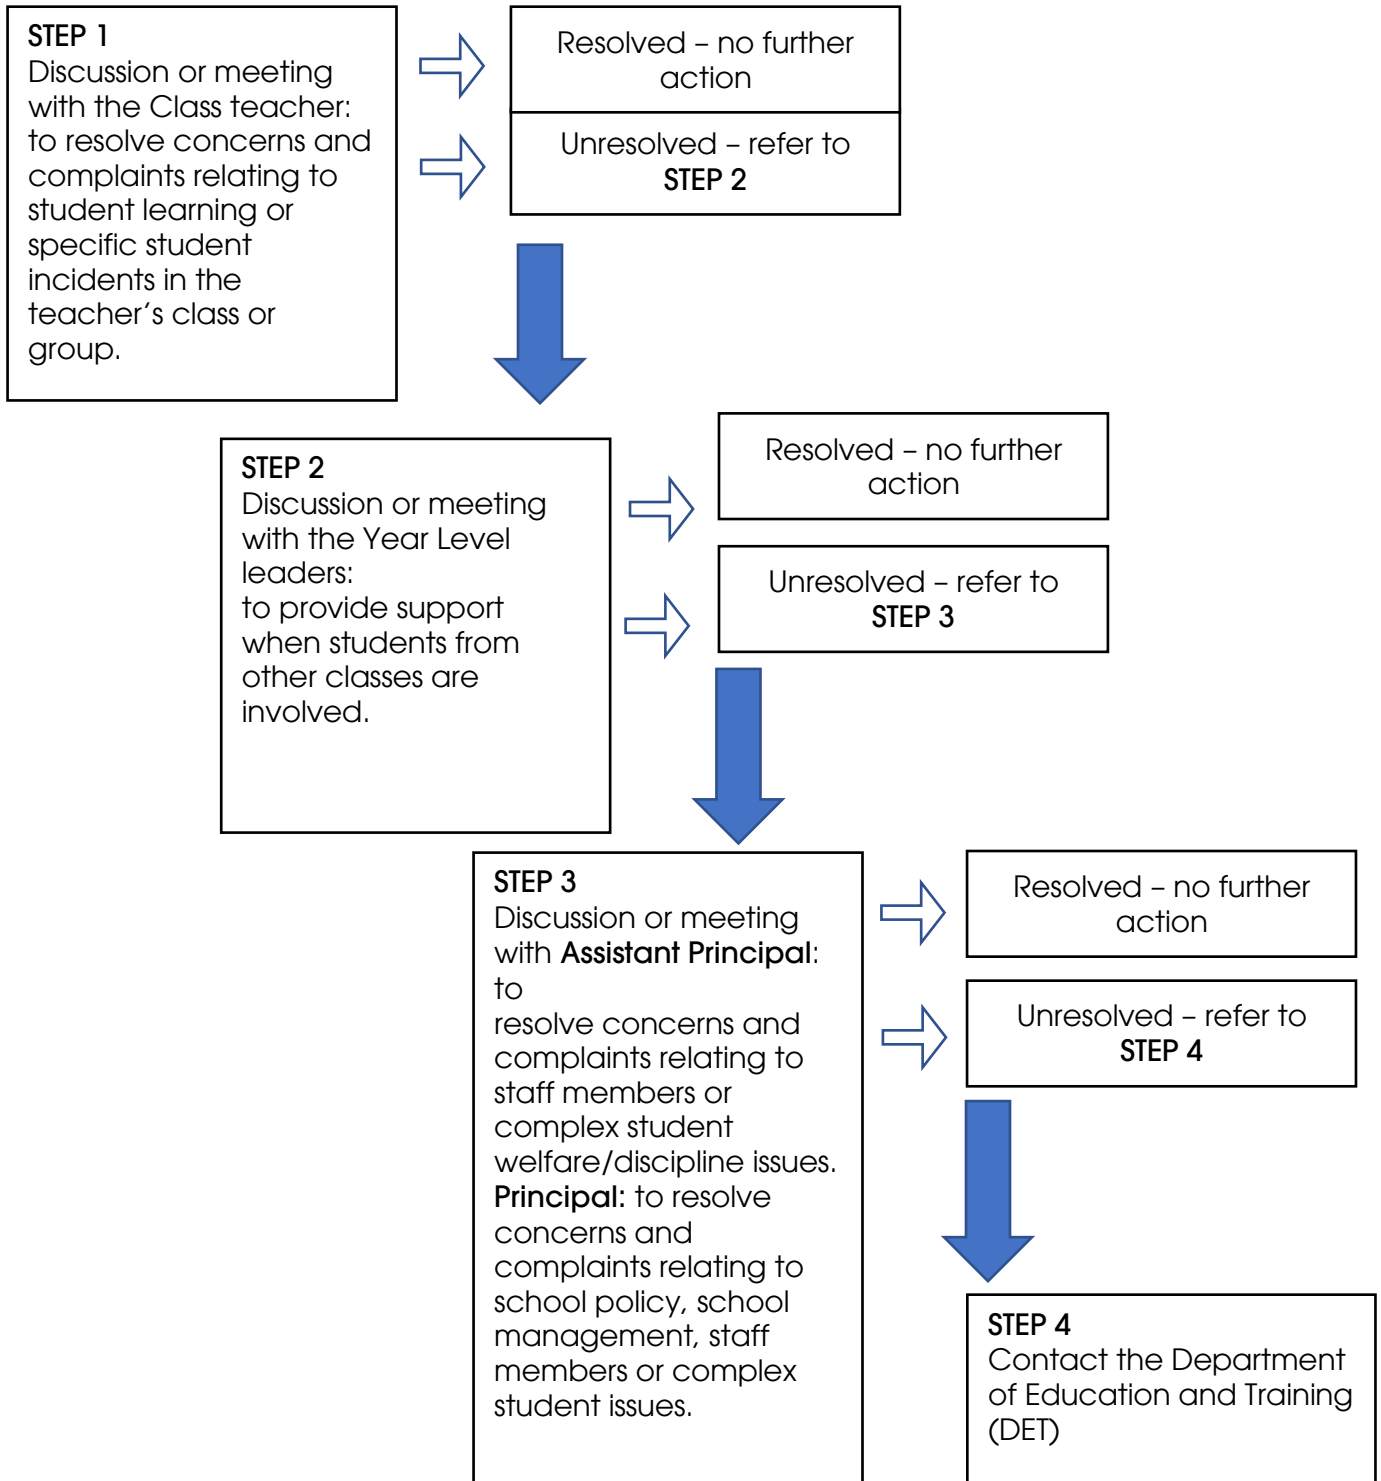 STEP 1
Discussion or meeting
with the Class teacher:
to resolve concerns and
complaints relating to
student learning or
specific student
incidents in the
teacher’s class or
group.
Resolved – no further
action
Unresolved – refer to
STEP 2
STEP 2
Discussion or meeting
with the Year Level
leaders:
to provide support
when students from
other classes are
involved.
Resolved – no further
action
Unresolved – refer to
STEP 3
STEP 3
Discussion or meeting
with Assistant Principal:
to
resolve concerns and
complaints relating to
staff members or
complex student
welfare/discipline issues.
Principal: to resolve
concerns and
complaints relating to
school policy, school
management, staff
members or complex
student issues.
Resolved – no further
action
Unresolved – refer to
STEP 4
STEP 4
Contact the Department
of Education and Training
(DET)